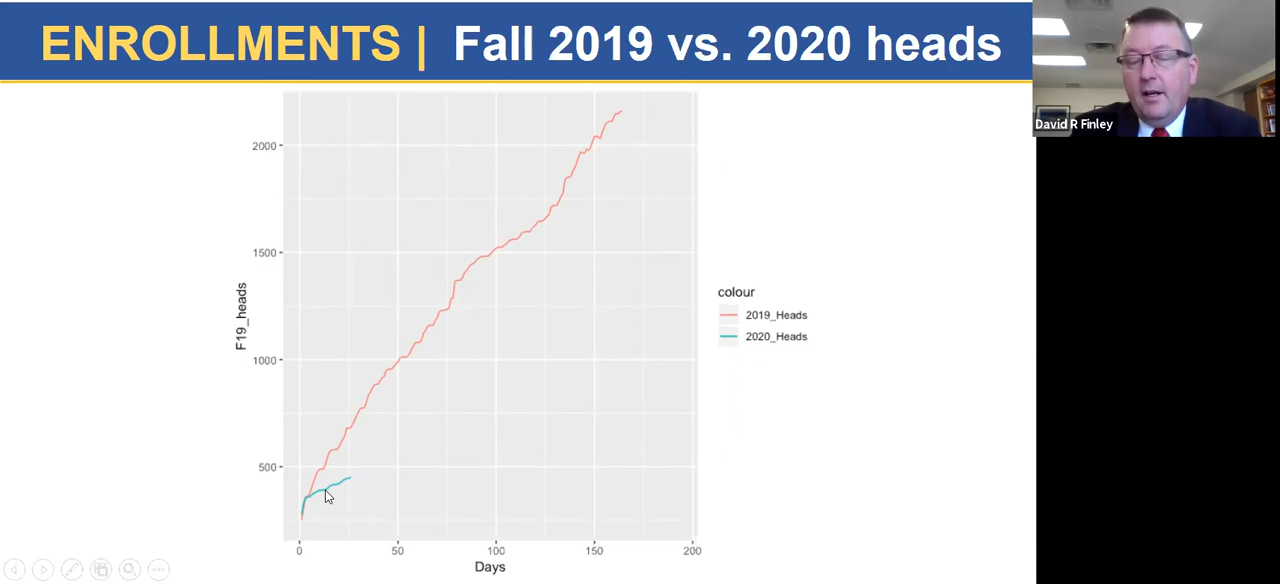 ENROLLMENTS | Fall 2019 vs. 2020 heads
David R Finley
2000
1500
1000
500
F19_heads
0 50 100 150 200
Days
colour
2019_Heads
2020_Heads